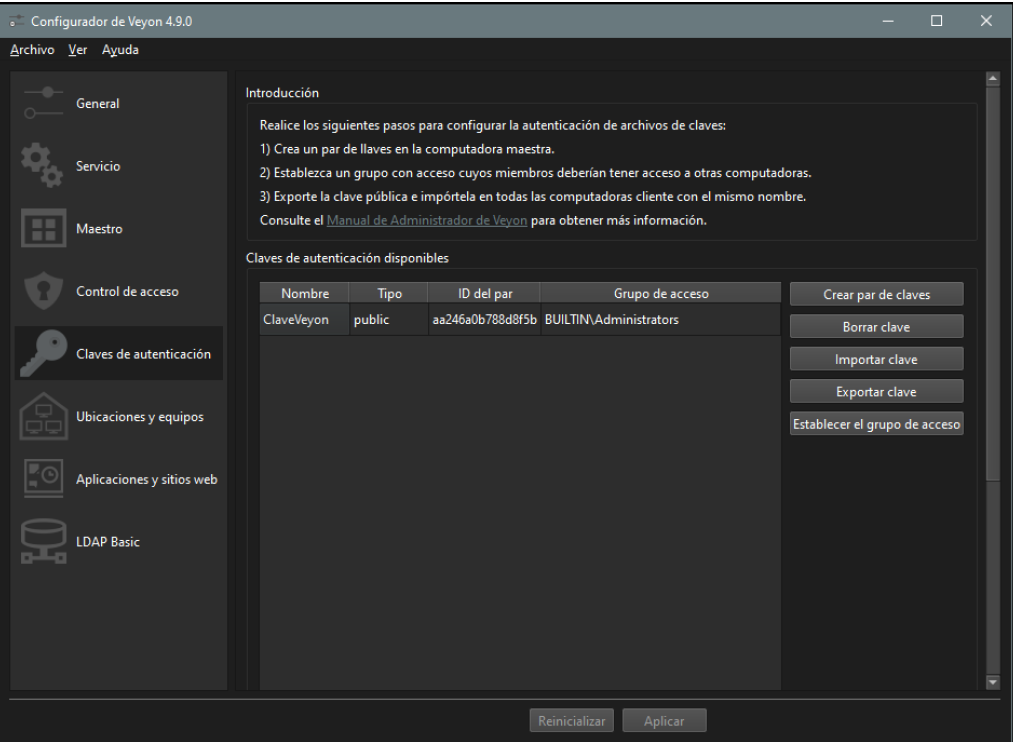 Configurador de Veyon 4.9.0
Archivo Ver Ayuda
General
Servicio
Maestro
Control de acceso
Claves de autenticación
Ubicaciones y equipos
Aplicaciones y sitios web
LDAP Basic
Introducción
Realice los siguientes pasos para configurar la autenticación de archivos de claves:
1) Crea un par de llaves en la computadora maestra.
2) Establezca un grupo con acceso cuyos miembros deberían tener acceso a otras computadoras.
3) Exporte la clave pública e impórtela en todas las computadoras cliente con el mismo nombre.
Consulte el Manual de Administrador de Veyon para obtener más información.
Claves de autenticación disponibles
Nombre Tipo ID del par Grupo de acceso
ClaveVeyon public aa246a0b788d8f5b BUILTIN\Administrators
Crear par de claves
Borrar clave
Importar clave
Exportar clave
Establecer el grupo de acceso
Reinicializar Aplicar